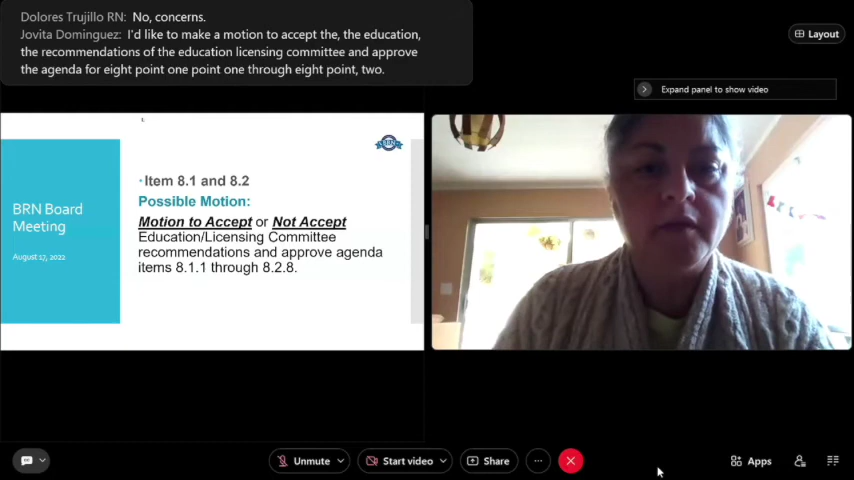 Dolores Trujillo RN: No, concerns.
Jovita Dominguez: I'd like to make a motion to accept the, the education,
the recommendations of the education licensing committee and approve
the agenda for eight point one point one through eight point, two.
Layout
Expand panel to show video
BRN
BRN Board
Meeting
August 17, 2022
Item 8.1 and 8.2
Possible Motion:
Motion to Accept or Not Accept
Education/Licensing Committee
recommendations and approve agenda
items 8.1.1 through 8.2.8.
Unmute
Start video
Share
Apps